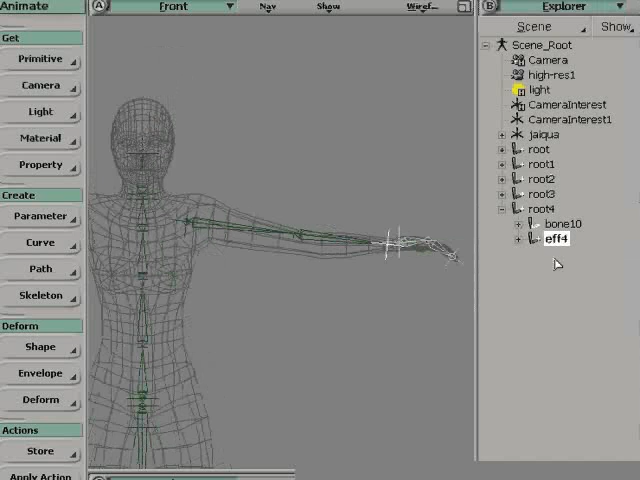 Animate
Get
Primitive
Camera
Light
Material
Property
Create
Parameter
Curve
Path
Skeleton
Deform
Shape
Envelope
Deform
Actions
Store
Apply Action
A Front Nav Show Wiref...
B Explorer
Scene Show
Scene_Root
Camera
high-res1
light
CameraInterest
CameraInterest1
jaiqua
root
root1
root2
root3
root4
bone10
eff4